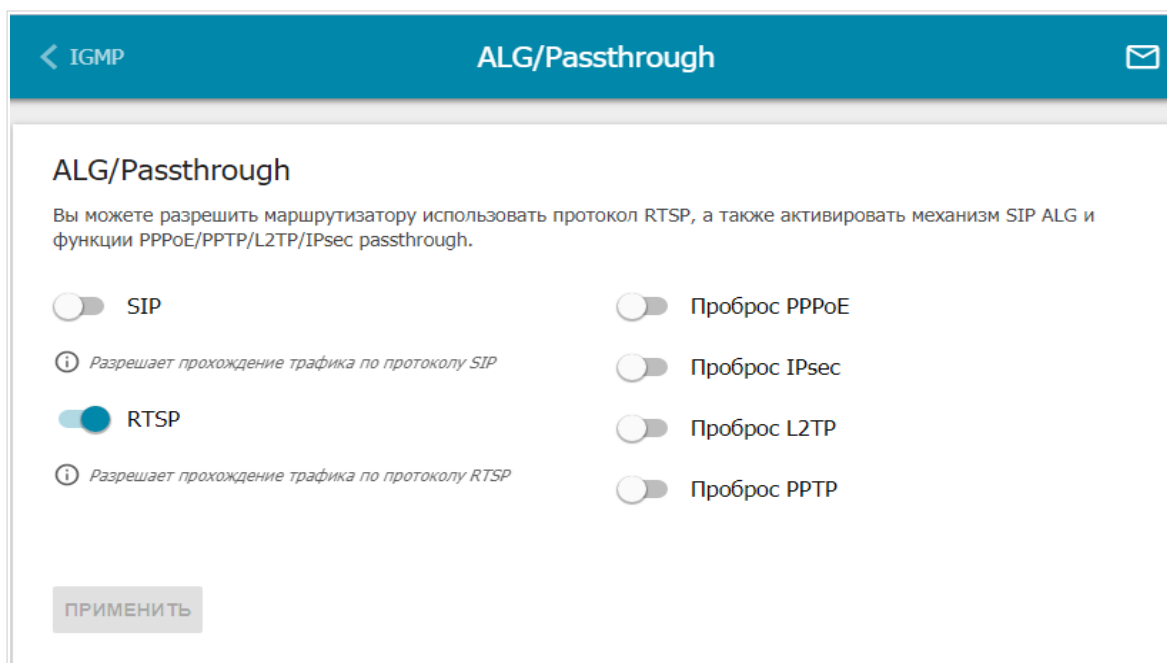 IGMP
ALG/Passthrough
ALG/Passthrough
Вы можете разрешить маршрутизатору использовать протокол RTSP, а также активировать механизм SIP ALG и
функции PPPoE/PPTP/L2TP/IPsec passthrough.
SIP
Разрешает прохождение трафика по протоколу SIP
RTSP
Разрешает прохождение трафика по протоколу RTSP
Проброс PPPoE
Проброс IPsec
Проброс L2TP
Проброс PPTP
ПРИМЕНИТЬ